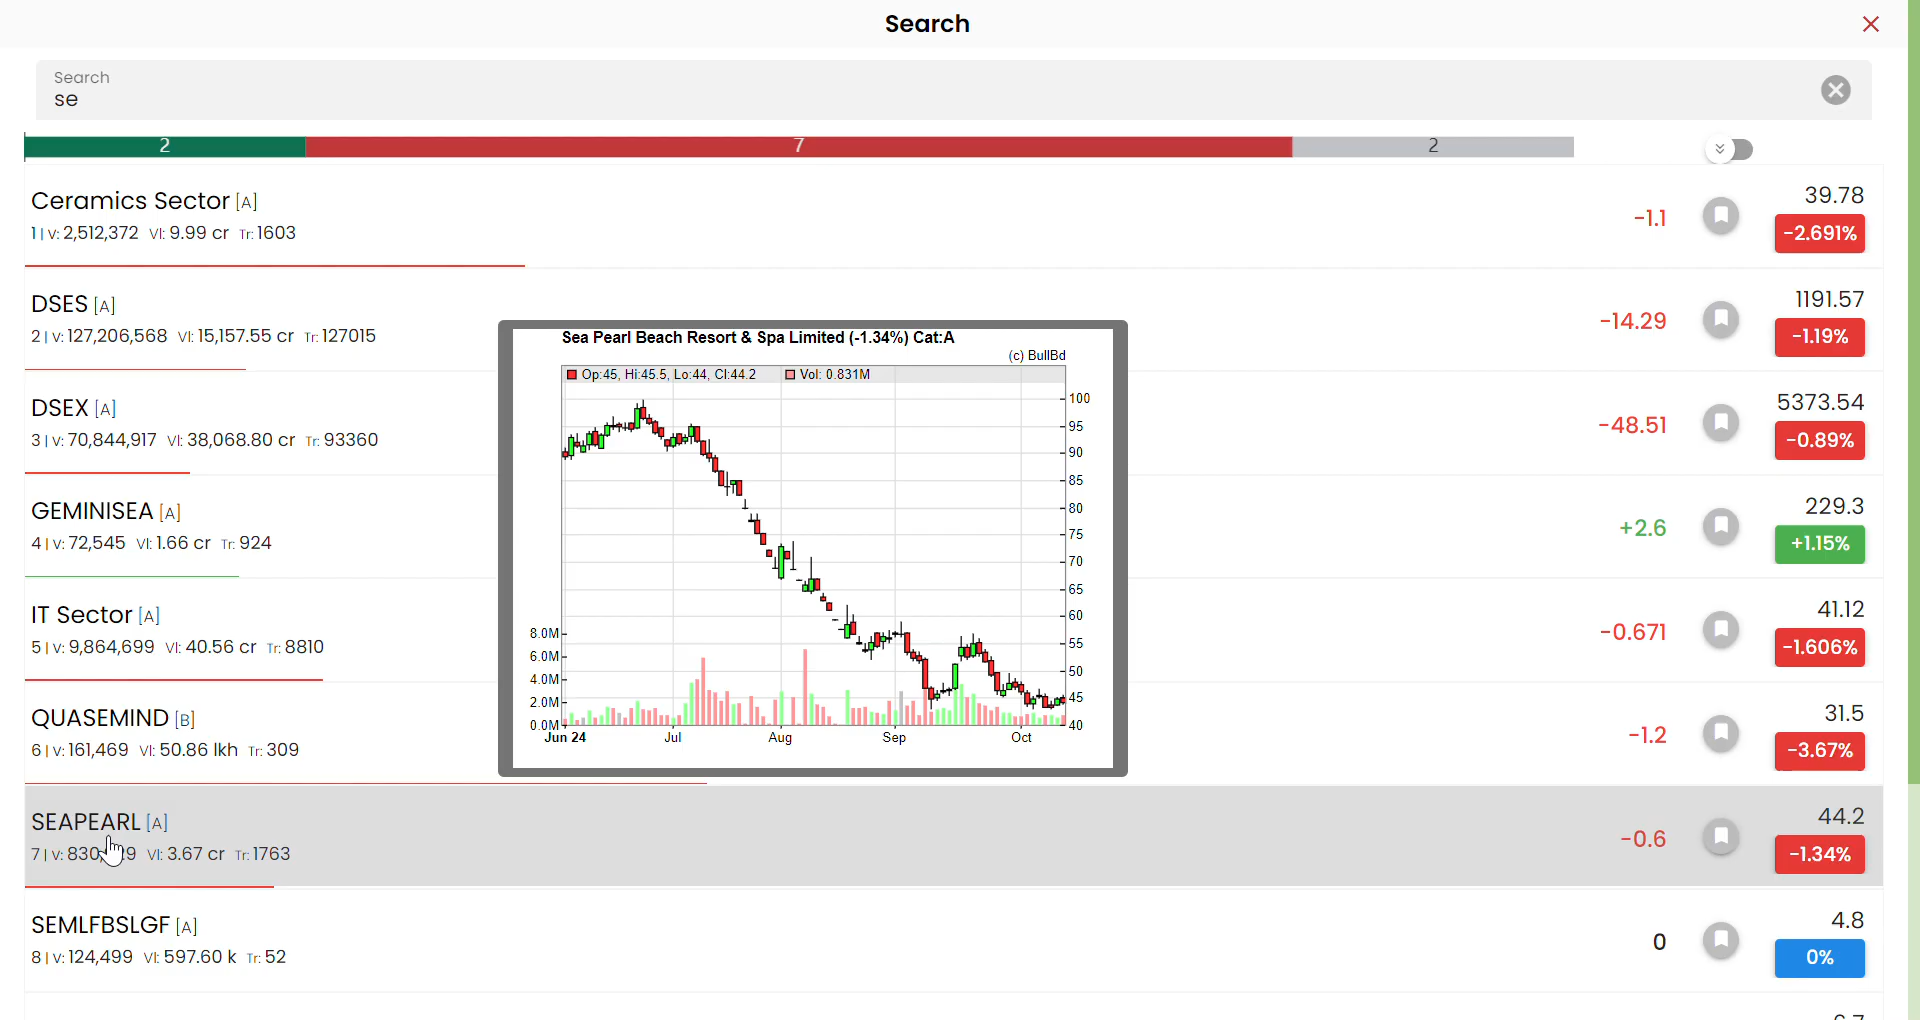 Search
Search
se
2 7 2
Ceramics Sector [A]
1 | V: 2,512,372 Vl: 9.99 cr Tr: 1603
-1.1
39.78
-2.691%
DSES [A]
2 | V: 127,206,568 Vl: 15,157.55 cr Tr: 127015
-14.29
1191.57
-1.19%
DSEX [A]
3 | V: 70,844,917 Vl: 38,068.80 cr Tr: 93360
-48.51
5373.54
-0.89%
GEMINISEA [A]
4 | V: 72,545 Vl: 1.66 cr Tr: 924
+2.6
229.3
+1.15%
IT Sector [A]
5 | V: 9,864,699 Vl: 40.56 cr Tr: 8810
-0.671
41.12
-1.606%
QUASEMIND [B]
6 | V: 161,469 Vl: 50.86 lkh Tr: 309
-1.2
31.5
-3.67%
Sea Pearl Beach Resort & Spa Limited (-1.34%) Cat:A
(c) BullBd
Op:45, Hi:45.5, Lo:44, Cl:44.2 Vol: 0.831M
100
95
90
85
80
75
70
65
60
55
50
45
40
8.0M
6.0M
4.0M
2.0M
0.0M
Jun 24 Jul Aug Sep Oct
SEAPEARL [A]
7 | V: Vl: 3.67 cr Tr: 1763
-0.6
44.2
-1.34%
SEMLFBSLGF [A]
8 | V: 124,499 Vl: 597.60 k Tr: 52
0
4.8
0%